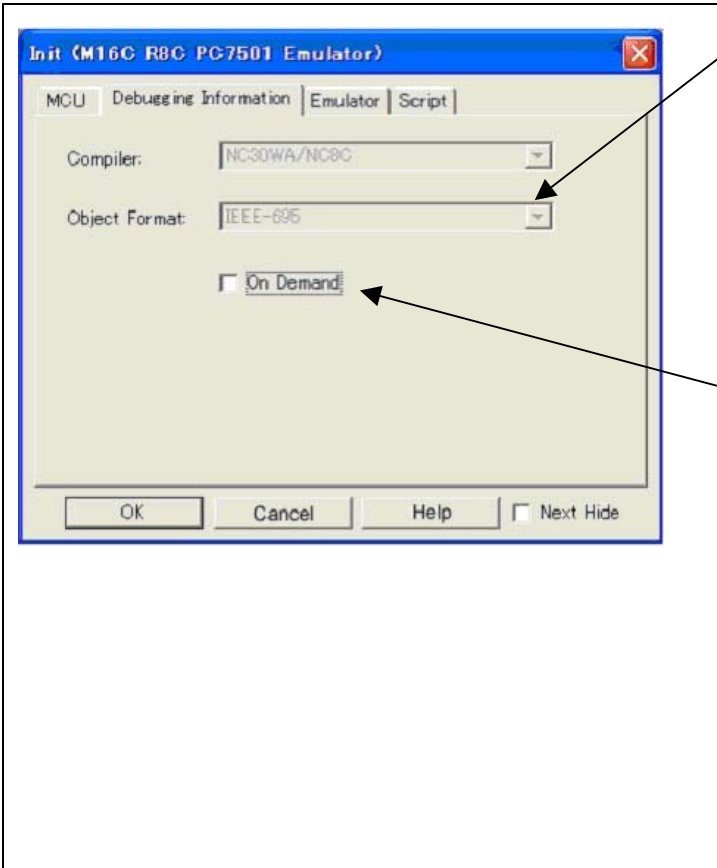 Init (M16C R8C PC7501 Emulator)
MCU Debugging Information Emulator Script
Compiler: NC30WA/NC8C
Object Format: IEEE-695
On Demand
OK Cancel Help Next Hide